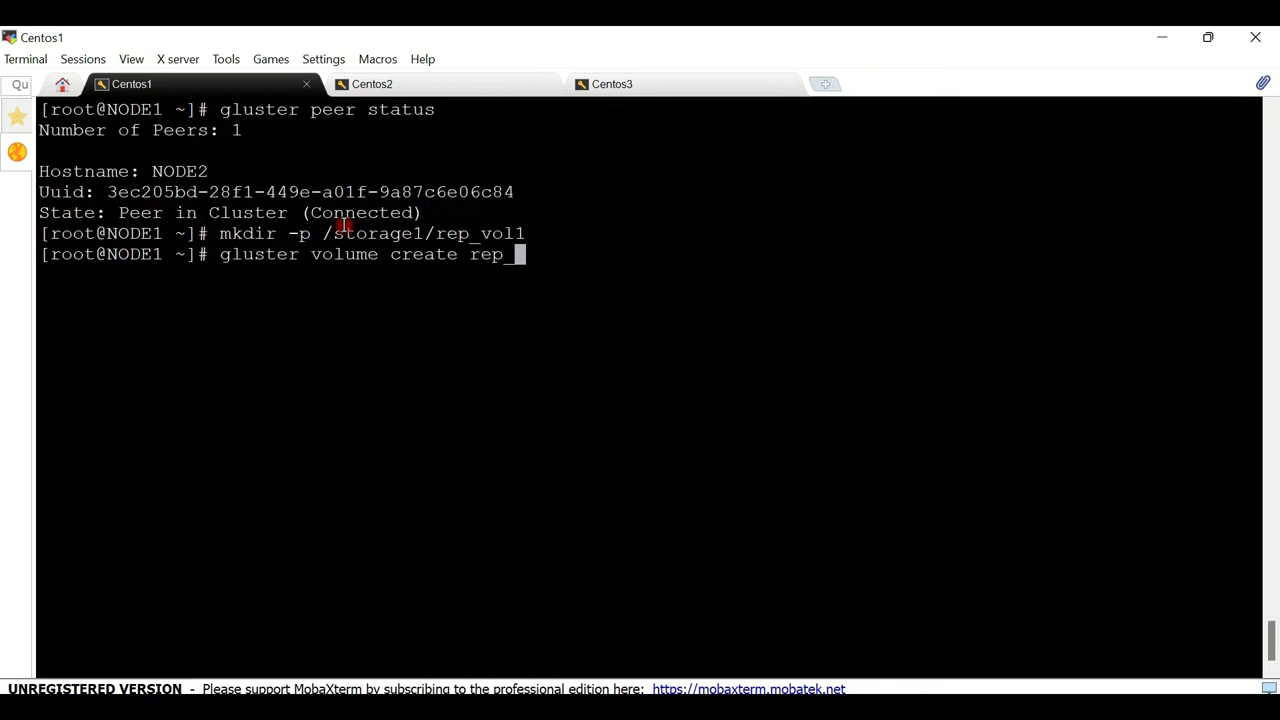 Centos1
Terminal Sessions View X server Tools Games Settings Macros Help
Qu Centos1 Centos2 Centos3
[root@NODE1 ~]# gluster peer status
Number of Peers: 1
Hostname: NODE2
Uuid: 3ec205bd-28f1-449e-a01f-9a87c6e06c84
State: Peer in Cluster (Connected)
[root@NODE1 ~]# mkdir -p /storage1/rep_vol1
[root@NODE1 ~]# gluster volume create rep_
UNREGISTERED VERSION - Please support MobaXterm by subscribing to the professional edition here: https://mobaxterm.mobatek.net